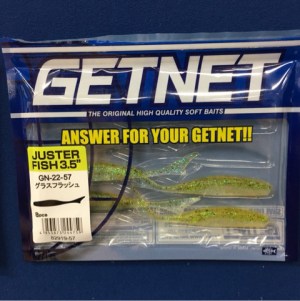 GETNET
THE ORIGINAL HIGH QUALITY SOFT BAITS
ANSWER FOR YOUR GETNET!!
JUSTER
FISH 3.5"
GN-22-57
グラスフラッシュ
8pcs